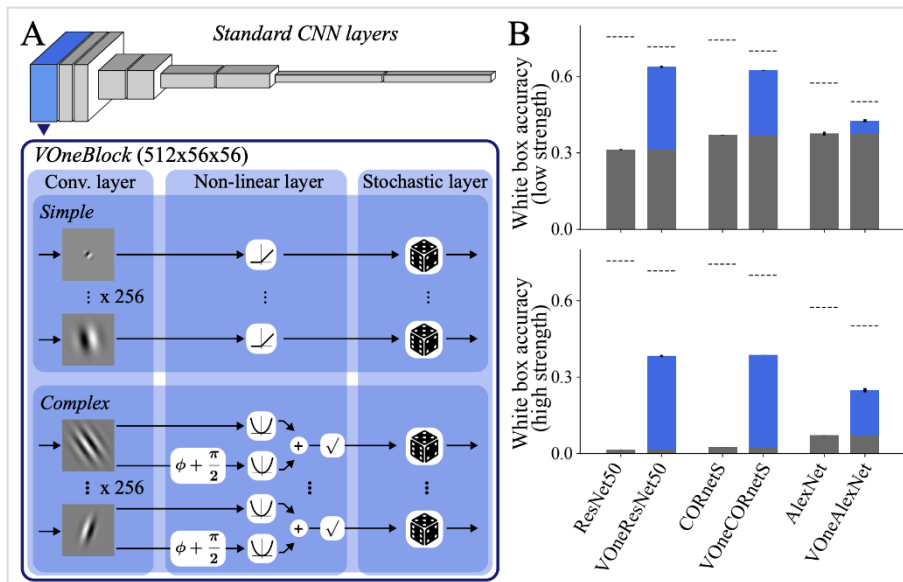 A
Standard CNN layers
VOneBlock (512x56x56)
Conv. layer
Non-linear layer
Stochastic layer
Simple
x 256
Complex
ϕ + π/2
x 256
+
√
ϕ + π/2
+
√
B
White box accuracy
(low strength)
0.6
0.3
0.0
White box accuracy
(high strength)
0.6
0.3
0.0
ResNet50
VOneResNet50
CORnetS
VOneCORnetS
AlexNet
VOneAlexNet